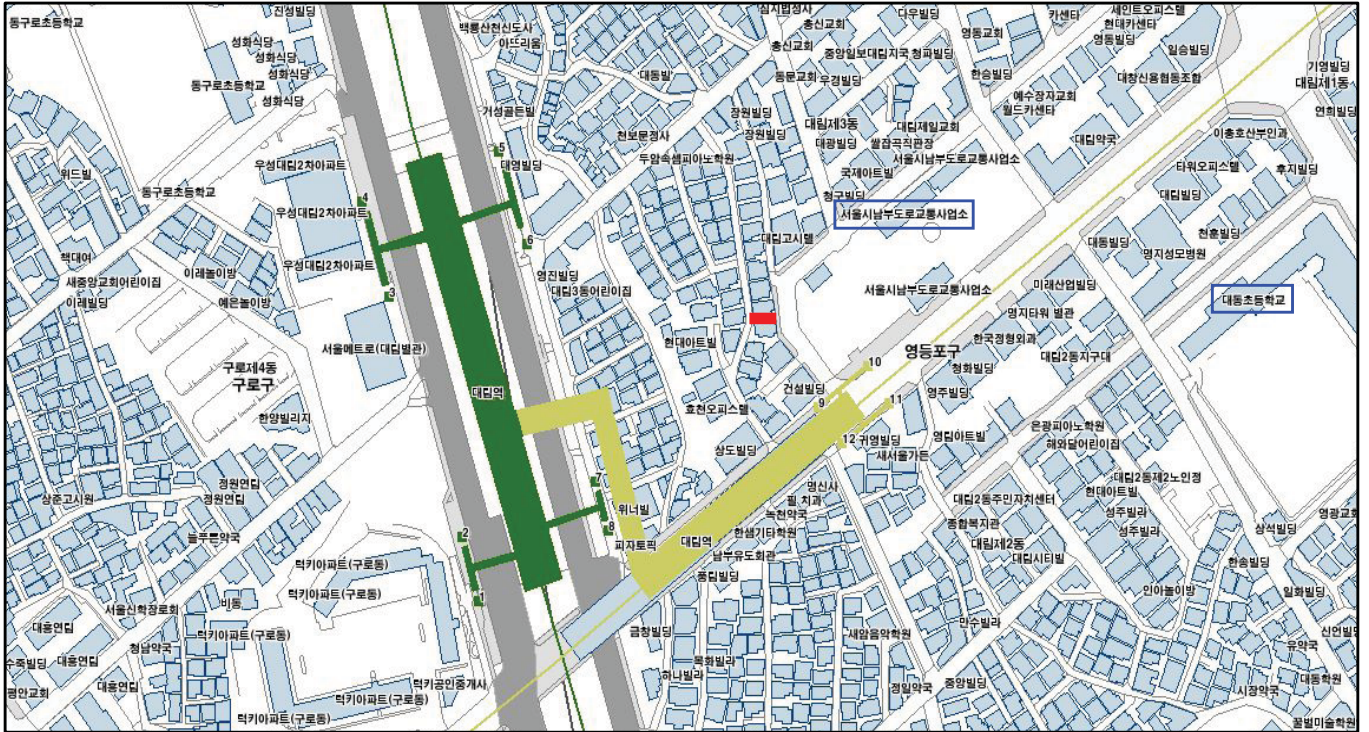 동구로초등학교
진성빌딩
성화식당
성화식당
성화식당
동구로초등학교
성화식당
백룡산천신도사
아뜨리움
대동빌
거성골든빌
천보문정사
심지법정사
총신교회
총신교회
동문교회
다우빌딩
중앙일보대림지국
청파빌딩
우경빌딩
장원빌딩
장원빌딩
대림제3동
대광빌딩
쌀잡곡직판장
대림제일교회
국제아트빌
서울시남부도로교통사업소
두암속셈피아노학원
청구빌딩
서울시남부도로교통사업소
대림고시텔
서울시남부도로교통사업소
영동교회
카센타
세인트오피스텔
현대카센타
영동빌딩
일승빌딩
한승빌딩
대창신용협동조합
예수장자교회
월드카센타
대림약국
기영빌딩
대림제1동
연희빌딩
이층호산부인과
타워오피스텔
후지빌딩
대림빌딩
천훈빌딩
대동빌딩
명지성모병원
대동초등학교
미래산업빌딩
명지타워 별관
한국정형외과
대림2동지구대
청화빌딩
영주빌딩
영등포구
위드빌
동구로초등학교
우성대림2차아파트
4
우성대림2차아파트
우성대림2차아파트
3
5
대영빌딩
6
영진빌딩
대림3동어린이집
책대여
새중앙교회어린이집
이레빌딩
이레놀이방
예은놀이방
서울메트로(대림별관)
구로제4동
구로구
한양빌리지
대림역
현대아트빌
건설빌딩
호천오피스텔
상도빌딩
9
10
11
12
귀영빌딩
새서울가든
영림아트빌
은광피아노학원
해와달어린이집
대림2동제2노인정
현대아트빌
성주빌라
성주빌라
대림2동주민자치센터
종합복지관
대림제2동
대림시티빌
상석빌딩
영광교회
한송빌딩
일화빌딩
인아놀이방
만수빌라
신언빌딩
유약국
대동학원
시장약국
꿀벌미술학원
명신사
필.치과
녹천약국
한샘기타학원
대림역
남부유도회관
풍림빌딩
7
8
위너빌
피자토픽
금창빌딩
목화빌라
하나빌라
새암음악학원
정일약국
중앙빌딩
상준고시원
정원연립
정원연립
늘푸른약국
2
1
럭키아파트(구로동)
럭키아파트(구로동)
비동
서울신학장로회
대흥연립
청남약국
럭키아파트(구로동)
수죽빌딩
대흥연립
대흥연립
평안교회
럭키공인중개사
럭키아파트(구로동)
럭키아파트(구로동)